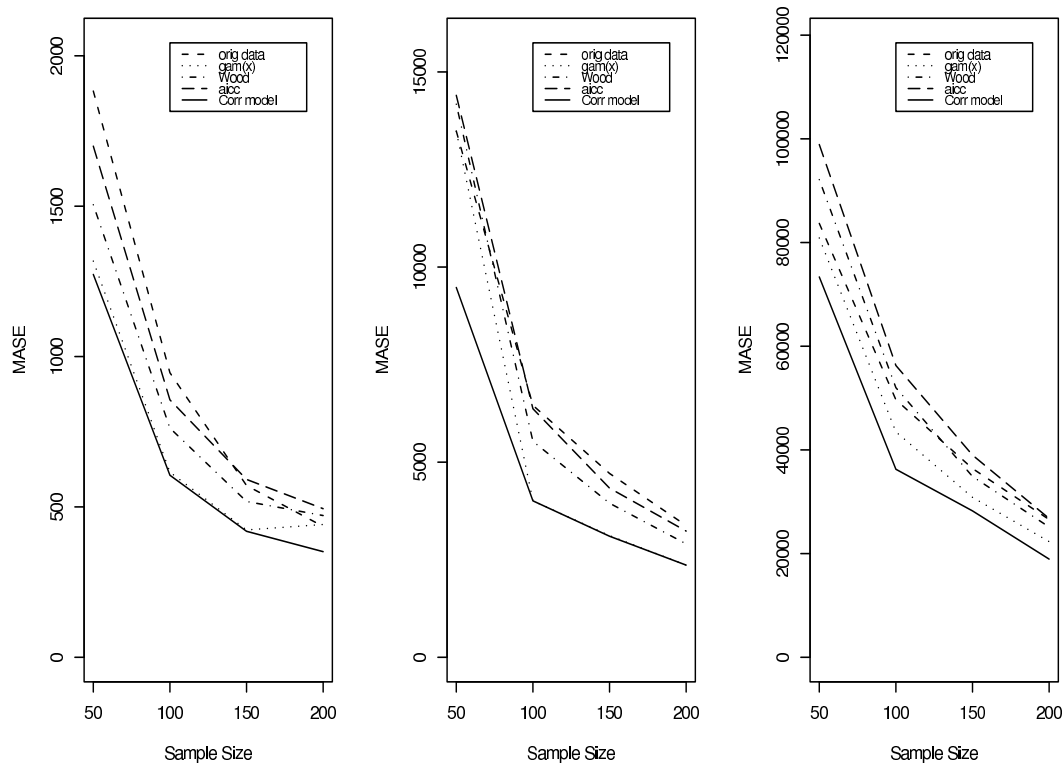 MASE
0
500
1000
1500
2000
orig data
gam(x)
Wood
aicc
Corr model
50
100
150
200
Sample Size
MASE
0
5000
10000
15000
orig data
gam(x)
Wood
aicc
Corr model
50
100
150
200
Sample Size
MASE
0
20000
40000
60000
80000
100000
120000
orig data
gam(x)
Wood
aicc
Corr model
50
100
150
200
Sample Size